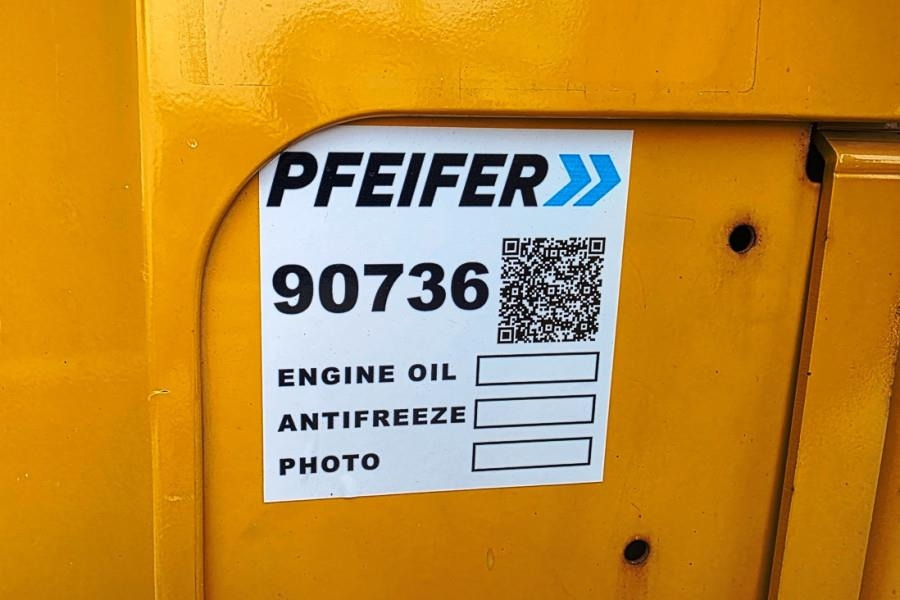 PFEIFER
90736
ENGINE OIL
ANTIFREEZE
PHOTO